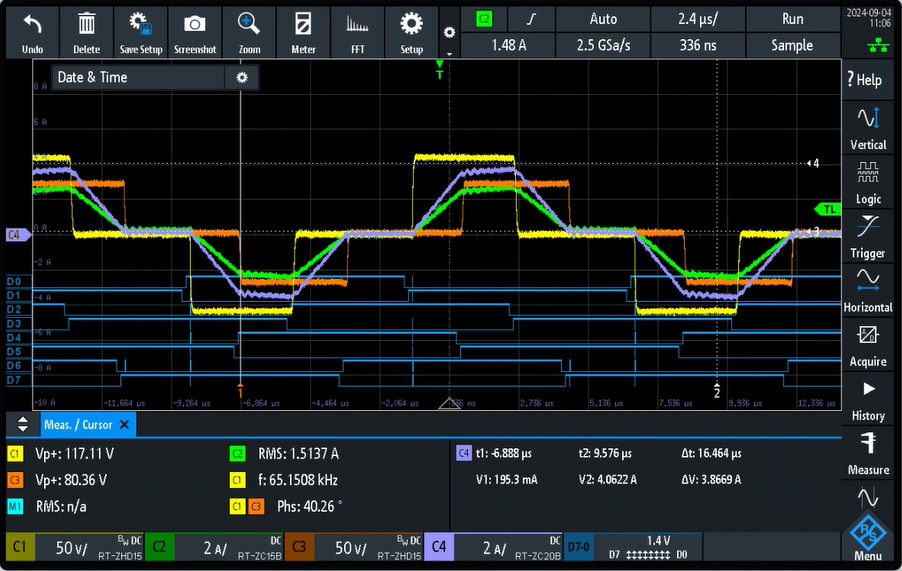 C2 Auto 2.4 µs/ Run 2024-09-04
11:06
Undo Delete Save Setup Screenshot Zoom Meter FFT Setup 1.48 A 2.5 GSa/s 336 ns Sample
Date & Time
? Help
T
8 A
6 A
4
Vertical
Logic
TL
C4 0 A 3
Trigger
-2 A
D0
D1 -4 A
D2
Horizontal
D3 -6 A
D4
D5
D6 -8 A
Acquire
D7
1 2
-10 A -11,664 µs -9,264 µs -6,864 µs -4,464 µs -2,064 µs 2,736 µs 5,136 µs 7,536 µs 9,936 µs 12,336 µs
History
Meas. / Cursor ✕
C1 Vp+: 117.11 V C2 RMS: 1.5137 A C4 t1: -6.888 µs t2: 9.576 µs Δt: 16.464 µs
Measure
C3 Vp+: 80.36 V C1 f: 65.1508 kHz V1: 195.3 mA V2: 4.0622 A ΔV: 3.8669 A
M1 RMS: n/a C1 C3 Phs: 40.26 °
C1 50 V/ BW DC RT-ZHD15 C2 2 A/ DC RT-ZC15B C3 50 V/ BW DC RT-ZHD15 C4 2 A/ DC RT-ZC20B D7-0 1.4 V D7 D0
R&S
Menu